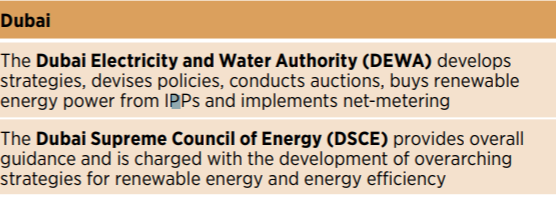 Dubai
The Dubai Electricity and Water Authority (DEWA) develops
strategies, devises policies, conducts auctions, buys renewable
energy power from IPPs and implements net-metering
The Dubai Supreme Council of Energy (DSCE) provides overall
guidance and is charged with the development of overarching
strategies for renewable energy and energy efficiency